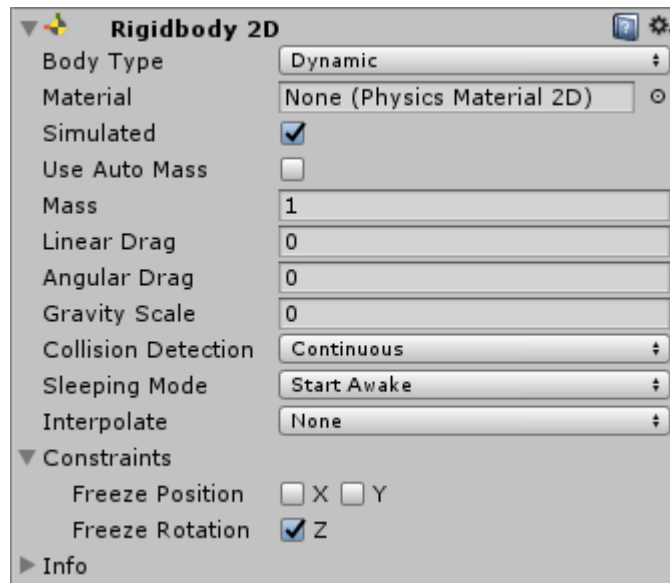 Rigidbody 2D
Body Type Dynamic
Material None (Physics Material 2D)
Simulated
Use Auto Mass
Mass 1
Linear Drag 0
Angular Drag 0
Gravity Scale 0
Collision Detection Continuous
Sleeping Mode Start Awake
Interpolate None
Constraints
Freeze Position X Y
Freeze Rotation Z
Info